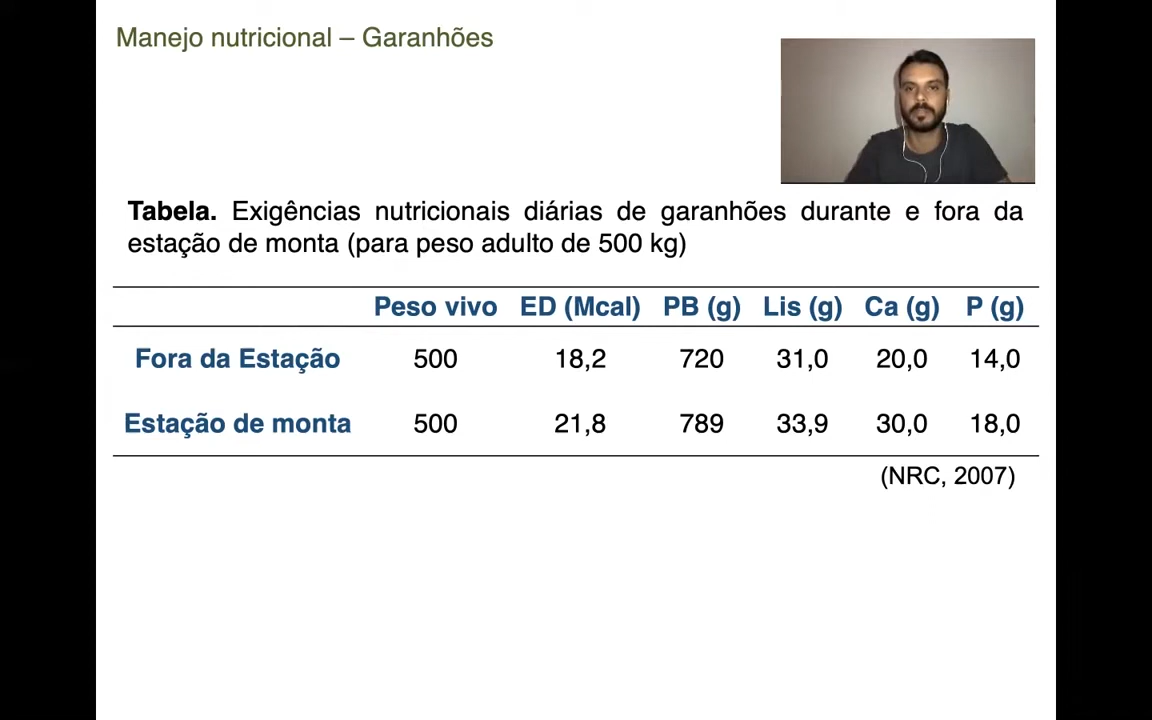 Manejo nutricional – Garanhões
Tabela. Exigências nutricionais diárias de garanhões durante e fora da
estação de monta (para peso adulto de 500 kg)
Peso vivo ED (Mcal) PB (g) Lis (g) Ca (g) P (g)
Fora da Estação 500 18,2 720 31,0 20,0 14,0
Estação de monta 500 21,8 789 33,9 30,0 18,0
(NRC, 2007)